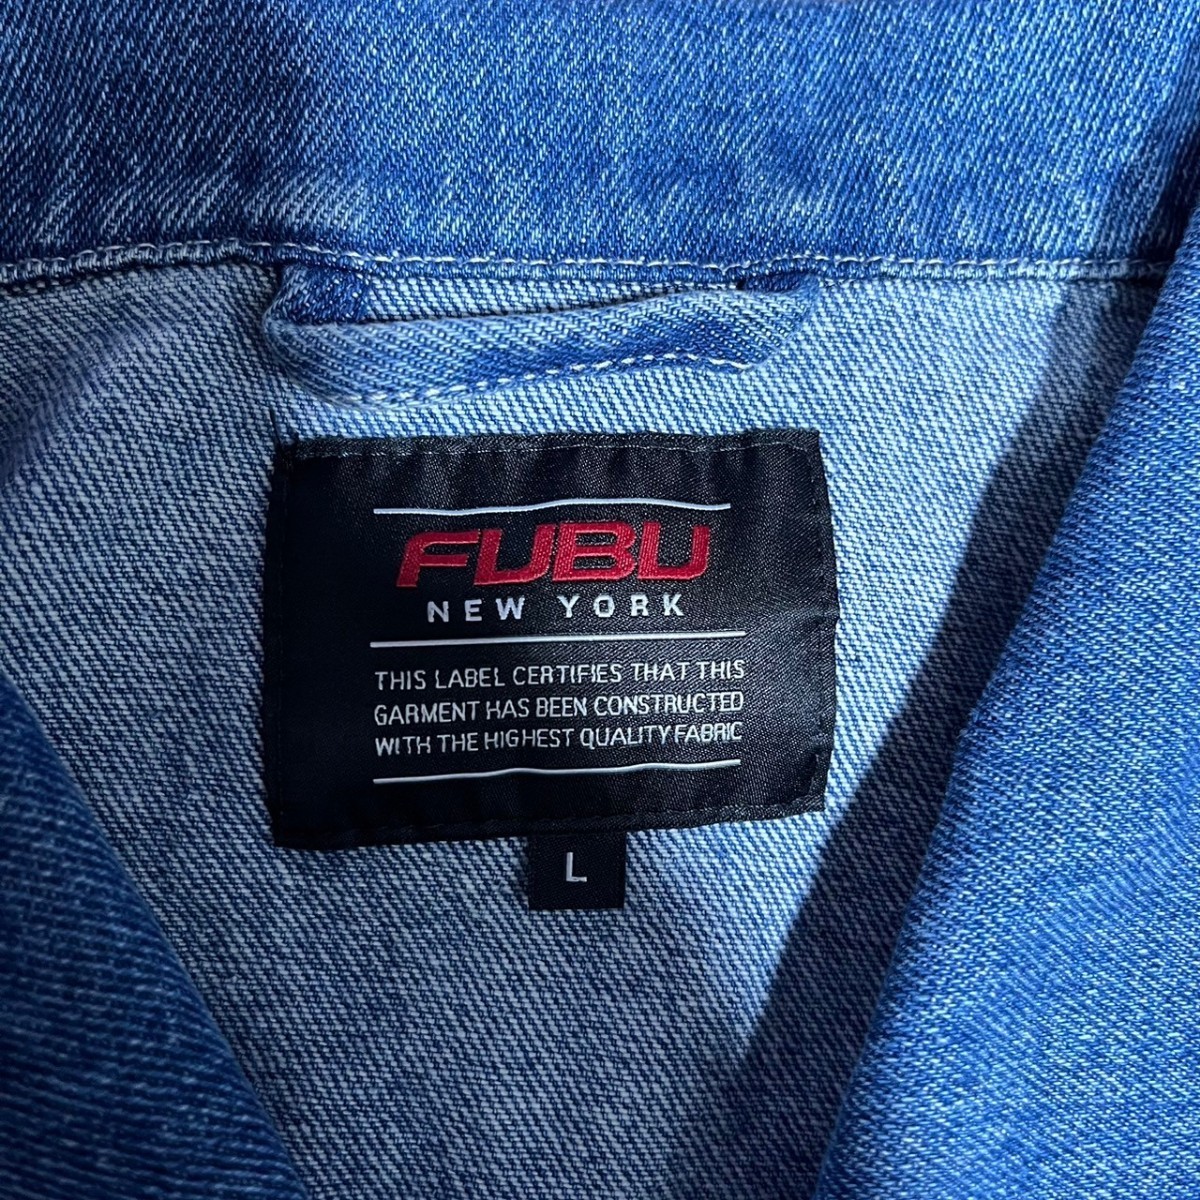 FUBU
NEW YORK
THIS LABEL CERTIFIES THAT THIS
GARMENT HAS BEEN CONSTRUCTED
WITH THE HIGHEST QUALITY FABRIC
L